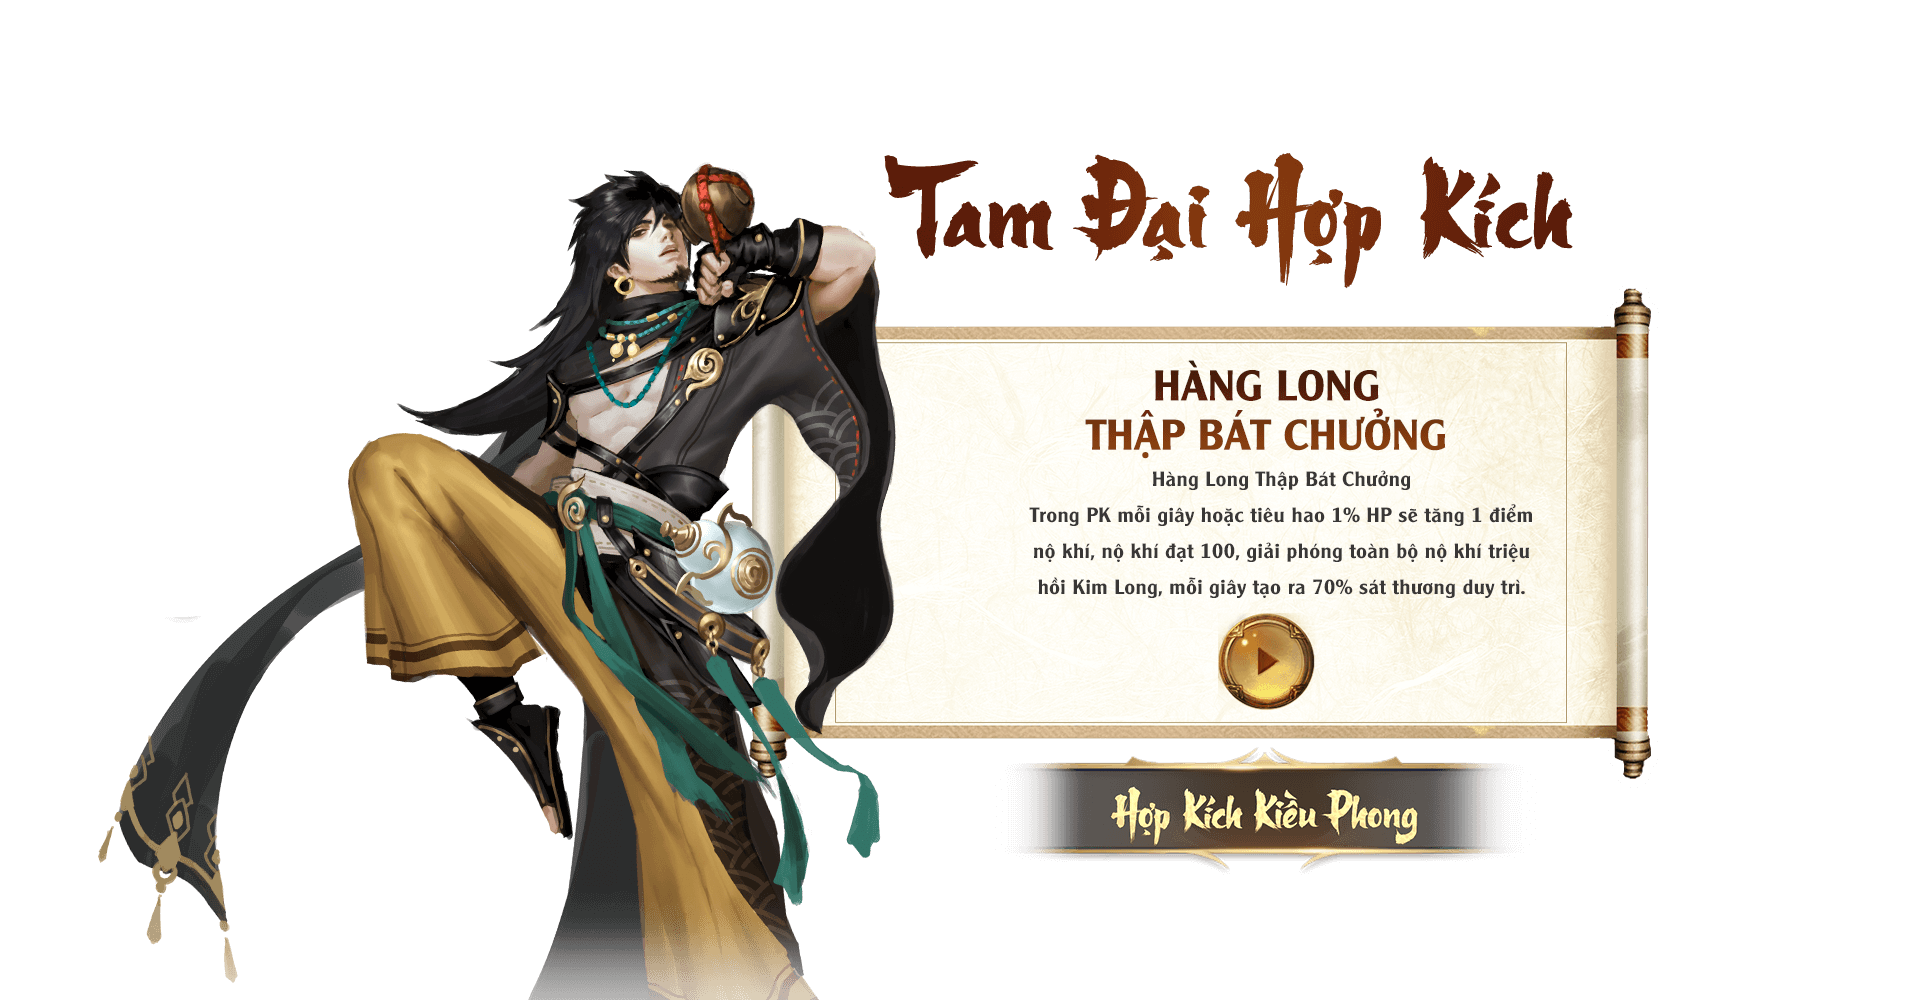 Tam Đại Hợp Kích
HÀNG LONG
THẬP BÁT CHƯỞNG
Hàng Long Thập Bát Chưởng
Trong PK mỗi giây hoặc tiêu hao 1% HP sẽ tăng 1 điểm
nộ khí, nộ khí đạt 100, giải phóng toàn bộ nộ khí triệu
hồi Kim Long, mỗi giây tạo ra 70% sát thương duy trì.
Hợp Kích Kiều Phong